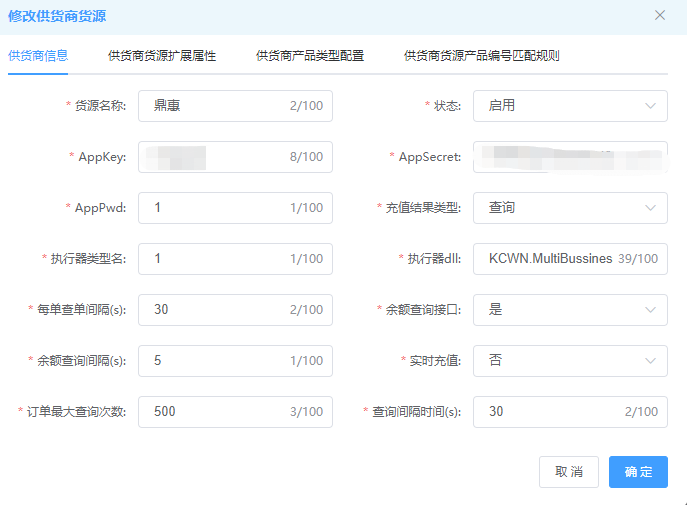 修改供货商货源
供货商信息 供货商货源扩展属性 供货商产品类型配置 供货商货源产品编号匹配规则
* 货源名称: 鼎惠 2/100 * 状态: 启用
* AppKey: 8/100 * AppSecret:
* AppPwd: 1 1/100 * 充值结果类型: 查询
* 执行器类型名: 1 1/100 * 执行器dll: KCWN.MultiBussines 39/100
* 每单查单间隔(s): 30 2/100 * 余额查询接口: 是
* 余额查询间隔(s): 5 1/100 * 实时充值: 否
* 订单最大查询次数: 500 3/100 * 查询间隔时间(s): 30 2/100
取消 确定